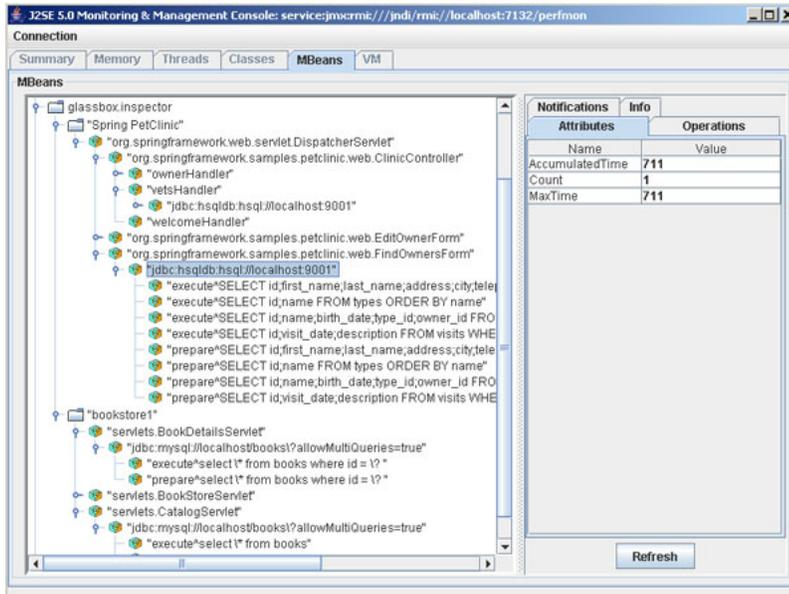 J2SE 5.0 Monitoring & Management Console: service:jmx:rmi:///jndi/rmi://localhost:7132/perfmon
Connection
Summary Memory Threads Classes MBeans VM
MBeans
glassbox.inspector
"Spring PetClinic"
"org.springframework.web.servlet.DispatcherServlet"
"org.springframework.samples.petclinic.web.ClinicController"
"ownerHandler"
"vetsHandler"
"jdbc:hsqldb:hsql://localhost:9001"
"welcomeHandler"
"org.springframework.samples.petclinic.web.EditOwnerForm"
"org.springframework.samples.petclinic.web.FindOwnersForm"
"jdbc:hsqldb:hsql://localhost:9001"
"execute^SELECT id;first_name;last_name;address;city;telep
"execute^SELECT id;name FROM types ORDER BY name"
"execute^SELECT id;name;birth_date;type_id;owner_id FRO
"execute^SELECT id;visit_date;description FROM visits WHE
"prepare^SELECT id;first_name;last_name;address;city;tele
"prepare^SELECT id;name FROM types ORDER BY name"
"prepare^SELECT id;name;birth_date;type_id;owner_id FRO
"prepare^SELECT id;visit_date;description FROM visits WHE
"bookstore1"
"servlets.BookDetailsServlet"
"jdbc:mysql://localhost/books\?allowMultiQueries=true"
"execute^select \* from books where id = \? "
"prepare^select \* from books where id = \? "
"servlets.BookStoreServlet"
"servlets.CatalogServlet"
"jdbc:mysql://localhost/books\?allowMultiQueries=true"
"execute^select \* from books"
Notifications Info
Attributes Operations
Name Value
AccumulatedTime 711
Count 1
MaxTime 711
Refresh